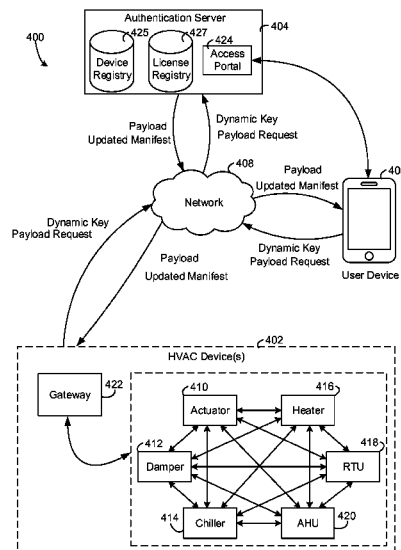 400
Authentication Server
404
425
427
424
Device
Registry
License
Registry
Access
Portal
Payload
Updated Manifest
Dynamic Key
Payload Request
408
Network
Payload
Updated Manifest
Dynamic Key
Payload Request
User Device
Dynamic Key
Payload Request
Payload
Updated Manifest
402
HVAC Device(s)
Gateway
422
410
Actuator
416
Heater
412
Damper
418
RTU
414
Chiller
AHU
420